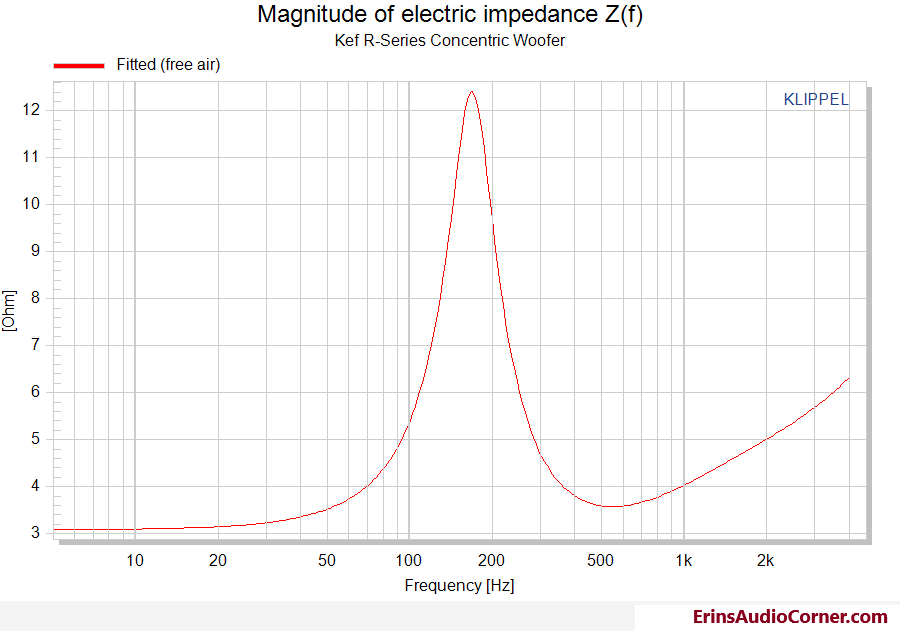 Magnitude of electric impedance Z(f)
Kef R-Series Concentric Woofer
Fitted (free air)
KLIPPEL
12
11
10
9
8
7
6
5
4
3
[Ohm]
10 20 50 100 200 500 1k 2k
Frequency [Hz]
ErinsAudioCorner.com